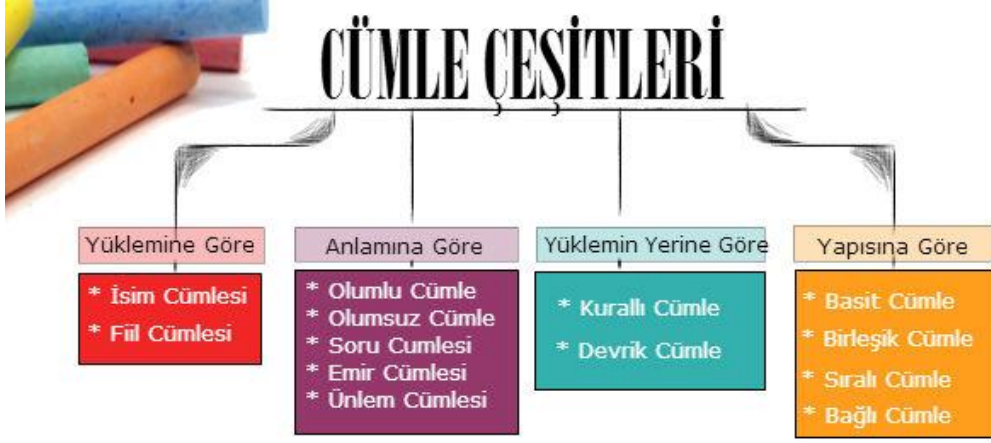 CÜMLE ÇEŞİTLERİ
Yüklemine Göre
* İsim Cümlesi
* Fiil Cümlesi
Anlamına Göre
* Olumlu Cümle
* Olumsuz Cümle
* Soru Cumlesi
* Emir Cümlesi
* Ünlem Cümlesi
Yüklemin Yerine Göre
* Kurallı Cümle
* Devrik Cümle
Yapısına Göre
* Basit Cümle
* Birleşik Cümle
* Sıralı Cümle
* Bağlı Cümle